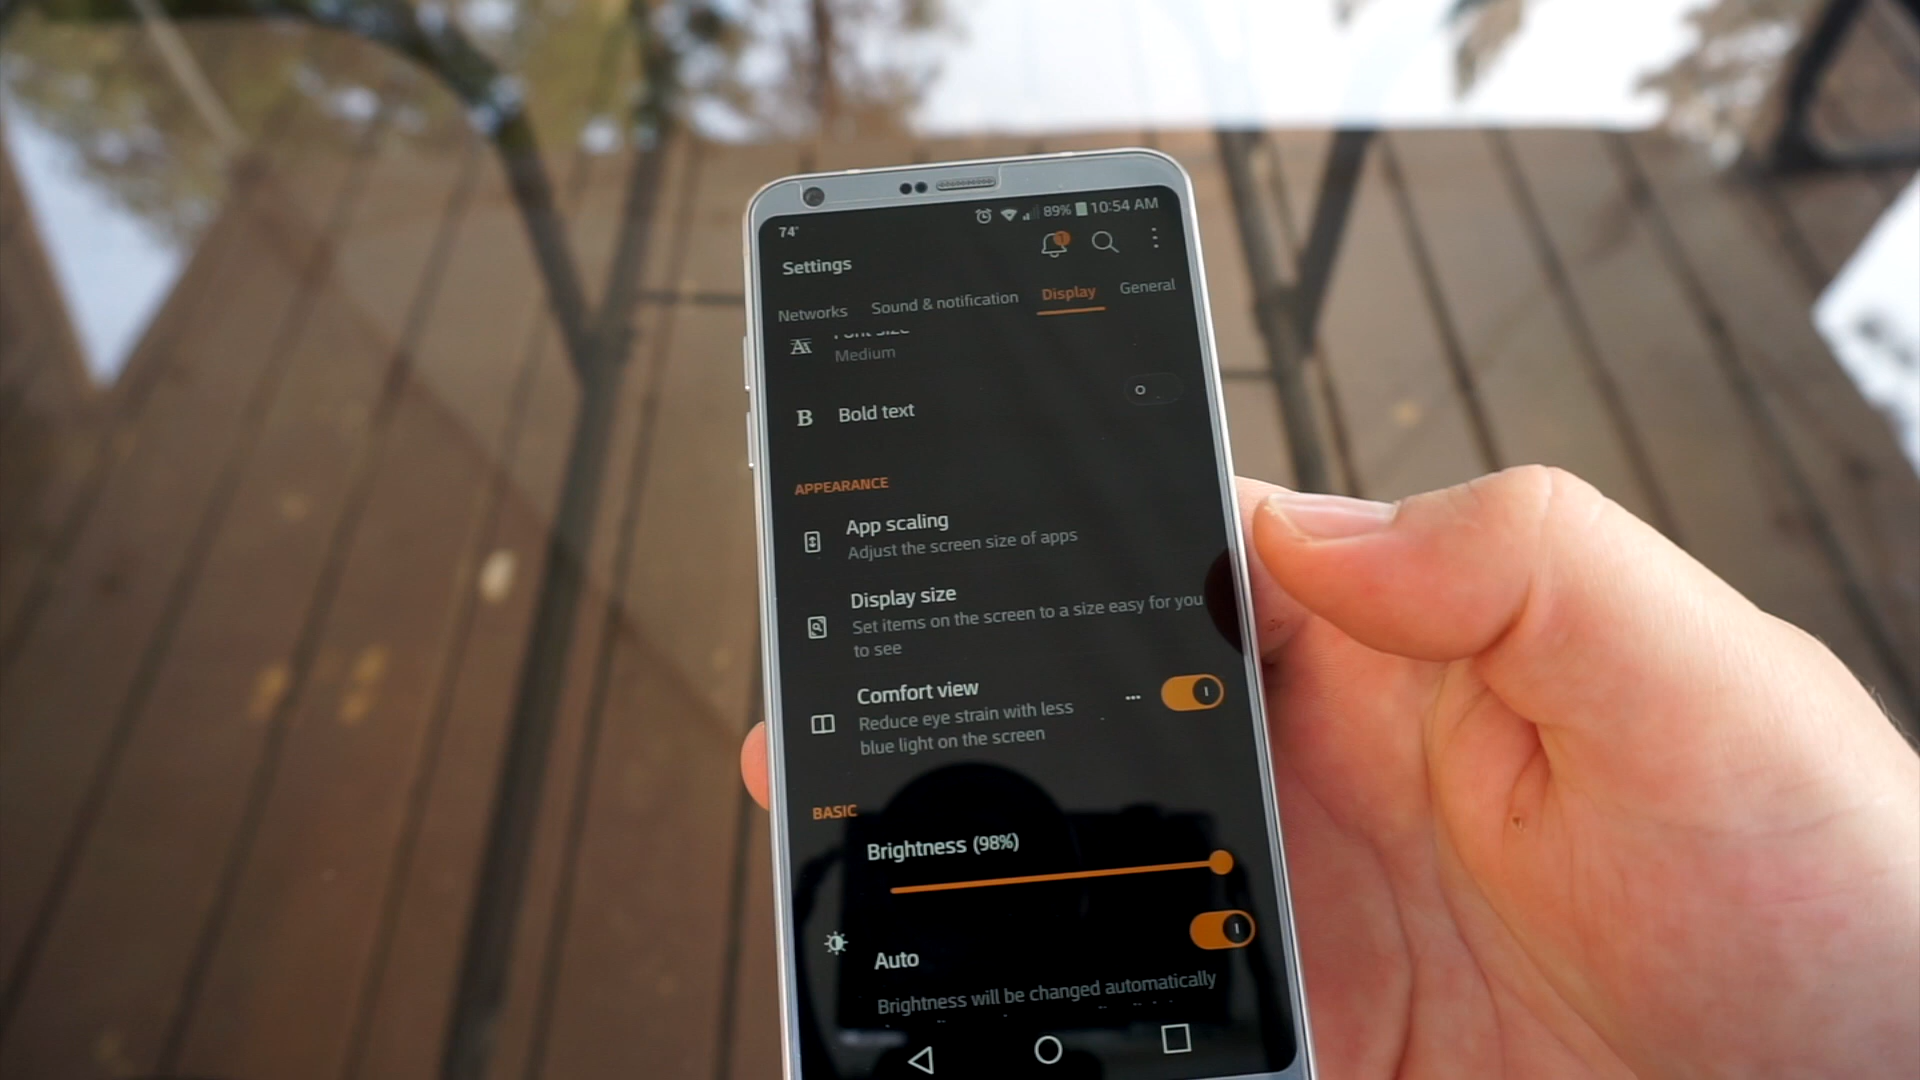 74°
89% 10:54 AM
Settings
1
Networks
Sound & notification
Display
General
Font size
Medium
B
Bold text
APPEARANCE
App scaling
Adjust the screen size of apps
Display size
Set items on the screen to a size easy for you
to see
Comfort view
Reduce eye strain with less
blue light on the screen
BASIC
Brightness (98%)
Auto
Brightness will be changed automatically